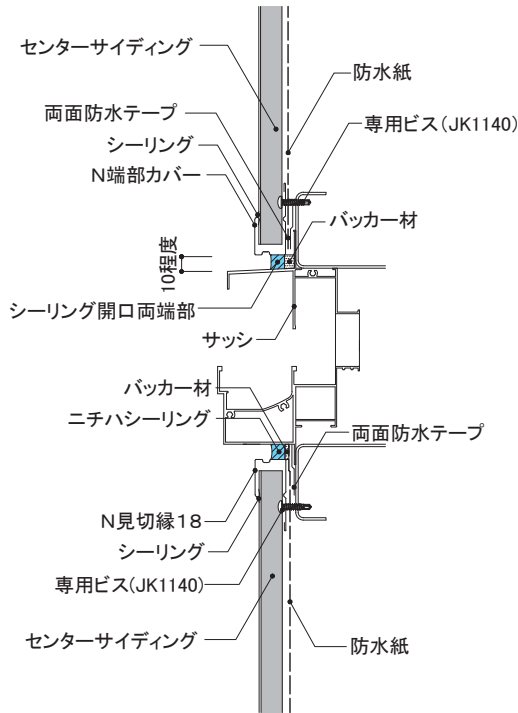 センターサイディング
防水紙
両面防水テープ
専用ビス(JK1140)
シーリング
N端部カバー
バッカー材
10程度
シーリング開口両端部
サッシ
バッカー材
ニチハシーリング
両面防水テープ
N見切縁18
シーリング
専用ビス(JK1140)
センターサイディング
防水紙